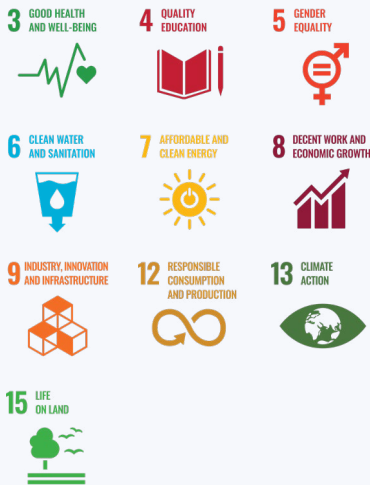 3 GOOD HEALTH
AND WELL-BEING
4 QUALITY
EDUCATION
5 GENDER
EQUALITY
6 CLEAN WATER
AND SANITATION
7 AFFORDABLE AND
CLEAN ENERGY
8 DECENT WORK AND
ECONOMIC GROWTH
9 INDUSTRY, INNOVATION
AND INFRASTRUCTURE
12 RESPONSIBLE
CONSUMPTION
AND PRODUCTION
13 CLIMATE
ACTION
15 LIFE
ON LAND